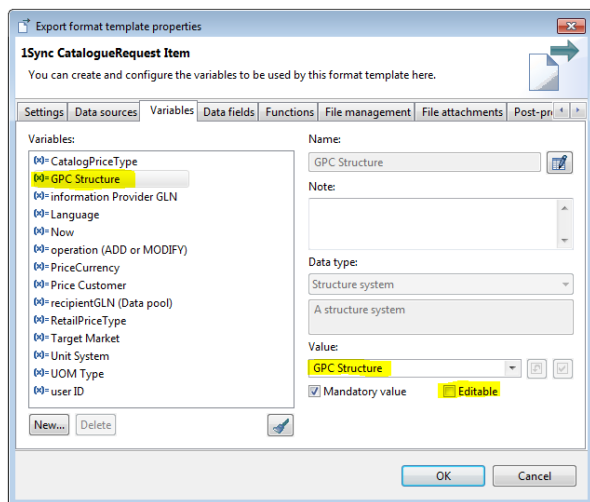 Export format template properties
1Sync CatalogueRequest Item
You can create and configure the variables to be used by this format template here.
Settings Data sources Variables Data fields Functions File management File attachments Post-pr
Variables:
(x)= CatalogPriceType
(x)= GPC Structure
(x)= information Provider GLN
(x)= Language
(x)= Now
(x)= operation (ADD or MODIFY)
(x)= PriceCurrency
(x)= Price Customer
(x)= recipientGLN (Data pool)
(x)= RetailPriceType
(x)= Target Market
(x)= Unit System
(x)= UOM Type
(x)= user ID
New... Delete
Name:
GPC Structure
Note:
Data type:
Structure system
A structure system
Value:
GPC Structure
Mandatory value Editable
OK Cancel